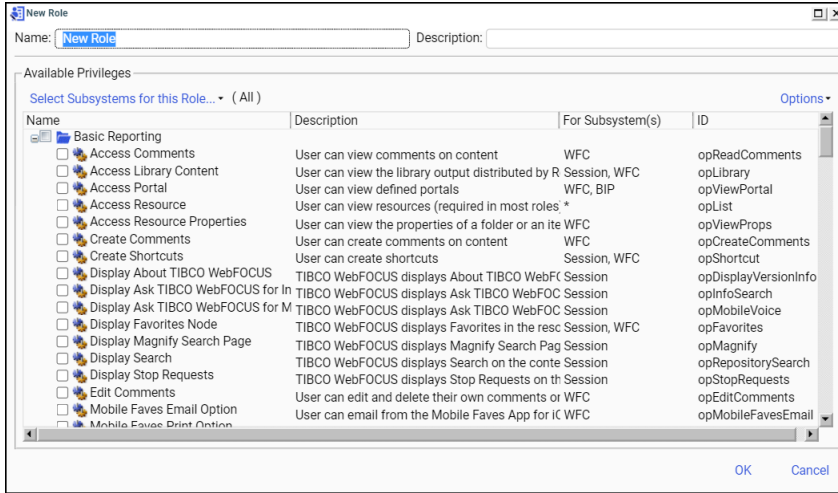 New Role
Name: New Role Description:
Available Privileges
Select Subsystems for this Role... (All) Options
Name Description For Subsystem(s) ID
Basic Reporting
Access Comments User can view comments on content WFC opReadComments
Access Library Content User can view the library output distributed by R Session, WFC opLibrary
Access Portal User can view defined portals WFC, BIP opViewPortal
Access Resource User can view resources (required in most roles) * opList
Access Resource Properties User can view the properties of a folder or an ite WFC opViewProps
Create Comments User can create comments on content WFC opCreateComments
Create Shortcuts User can create shortcuts Session, WFC opShortcut
Display About TIBCO WebFOCUS TIBCO WebFOCUS displays About TIBCO WebF( Session opDisplayVersionInfo
Display Ask TIBCO WebFOCUS for In TIBCO WebFOCUS displays Ask TIBCO WebFOC Session opInfoSearch
Display Ask TIBCO WebFOCUS for M TIBCO WebFOCUS displays Ask TIBCO WebFOC Session opMobileVoice
Display Favorites Node TIBCO WebFOCUS displays Favorites in the resc Session, WFC opFavorites
Display Magnify Search Page TIBCO WebFOCUS displays Magnify Search Pag Session opMagnify
Display Search TIBCO WebFOCUS displays Search on the conte Session opRepositorySearch
Display Stop Requests TIBCO WebFOCUS displays Stop Requests on th Session opStopRequests
Edit Comments User can edit and delete their own comments or WFC opEditComments
Mobile Faves Email Option User can email from the Mobile Faves App for iC WFC opMobileFavesEmail
Mobile Faves Print Option
OK Cancel